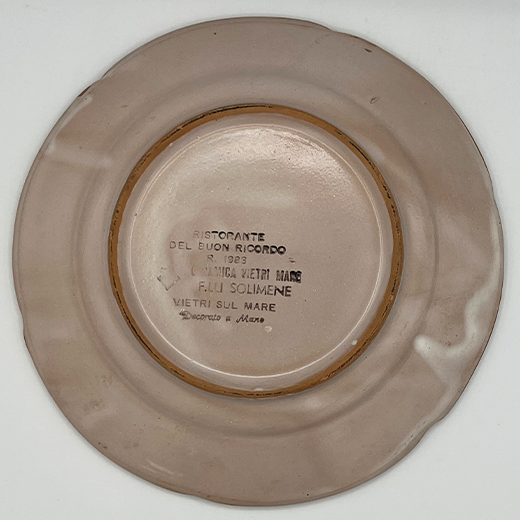 RISTORANTE
DEL BUON RICORDO
R. 1983
CERAMICA VIETRI MARE
F.LLI SOLIMENE
VIETRI SUL MARE
Decorato a Mano